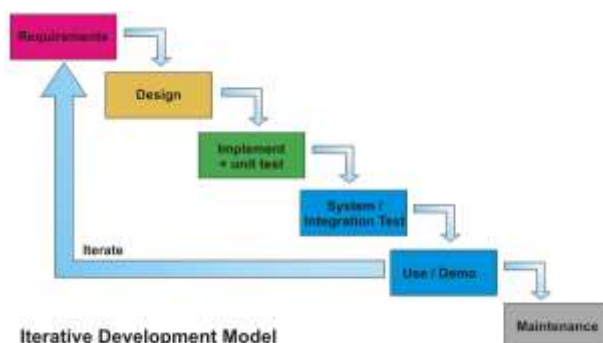 Requirements
Design
Implement
+ unit test
System /
Integration Test
Iterate
Use / Demo
Maintenance
Iterative Development Model